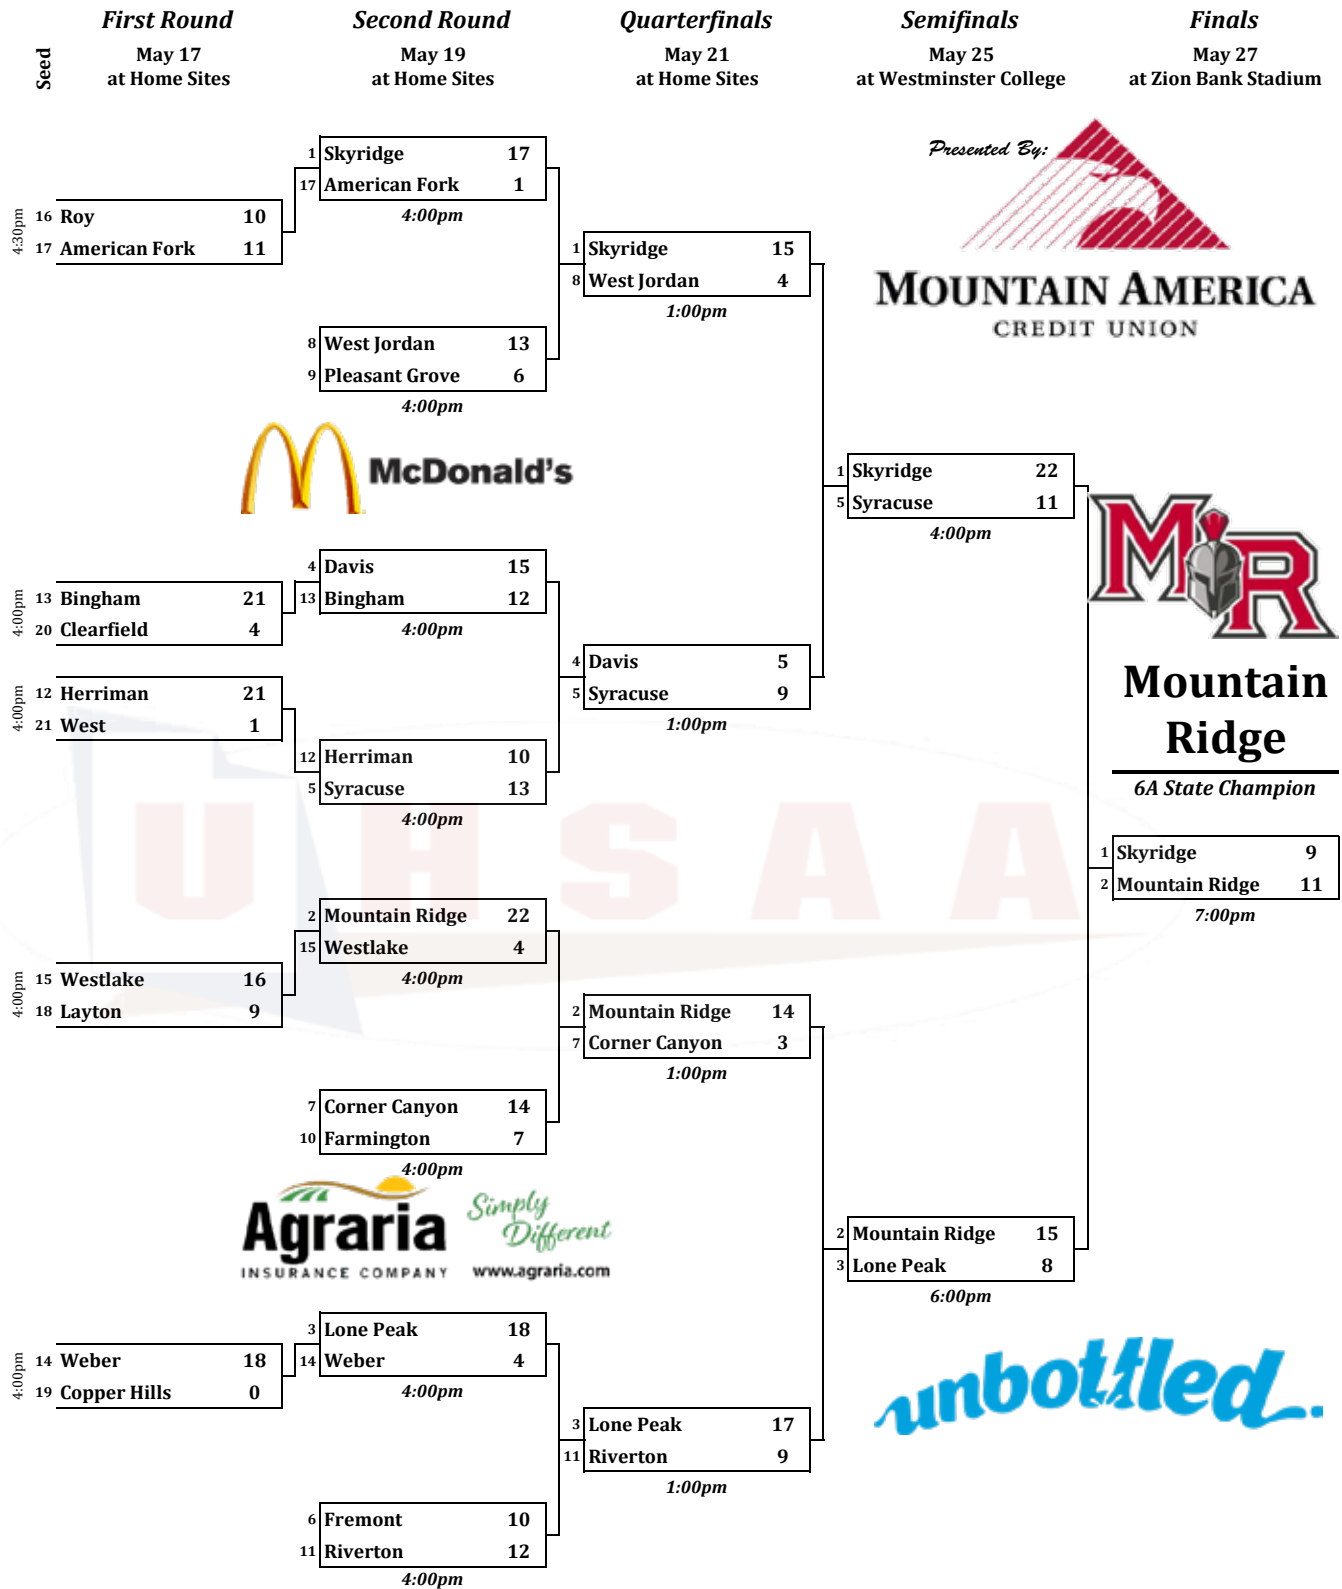 First Round Second Round Quarterfinals Semifinals Finals
Seed
May 17 May 19 May 21 May 25 May 27
at Home Sites at Home Sites at Home Sites at Westminster College at Zion Bank Stadium
Presented By:
MOUNTAIN AMERICA
CREDIT UNION
1 Skyridge 17
17 American Fork 1
4:00pm
4:30pm
16 Roy 10
17 American Fork 11
1 Skyridge 15
8 West Jordan 4
1:00pm
8 West Jordan 13
9 Pleasant Grove 6
4:00pm
McDonald's
1 Skyridge 22
5 Syracuse 11
4:00pm
MR
4 Davis 15
13 Bingham 12
4:00pm
4:00pm
13 Bingham 21
20 Clearfield 4
4 Davis 5
5 Syracuse 9
1:00pm
4:00pm
12 Herriman 21
21 West 1
Mountain
Ridge
6A State Champion
12 Herriman 10
5 Syracuse 13
4:00pm
UHSAA
1 Skyridge 9
2 Mountain Ridge 11
7:00pm
2 Mountain Ridge 22
15 Westlake 4
4:00pm
4:00pm
15 Westlake 16
18 Layton 9
2 Mountain Ridge 14
7 Corner Canyon 3
1:00pm
7 Corner Canyon 14
10 Farmington 7
4:00pm
Agraria
INSURANCE COMPANY
Simply
Different
www.agraria.com
2 Mountain Ridge 15
3 Lone Peak 8
6:00pm
3 Lone Peak 18
14 Weber 4
4:00pm
4:00pm
14 Weber 18
19 Copper Hills 0
unbottled.
3 Lone Peak 17
11 Riverton 9
1:00pm
6 Fremont 10
11 Riverton 12
4:00pm